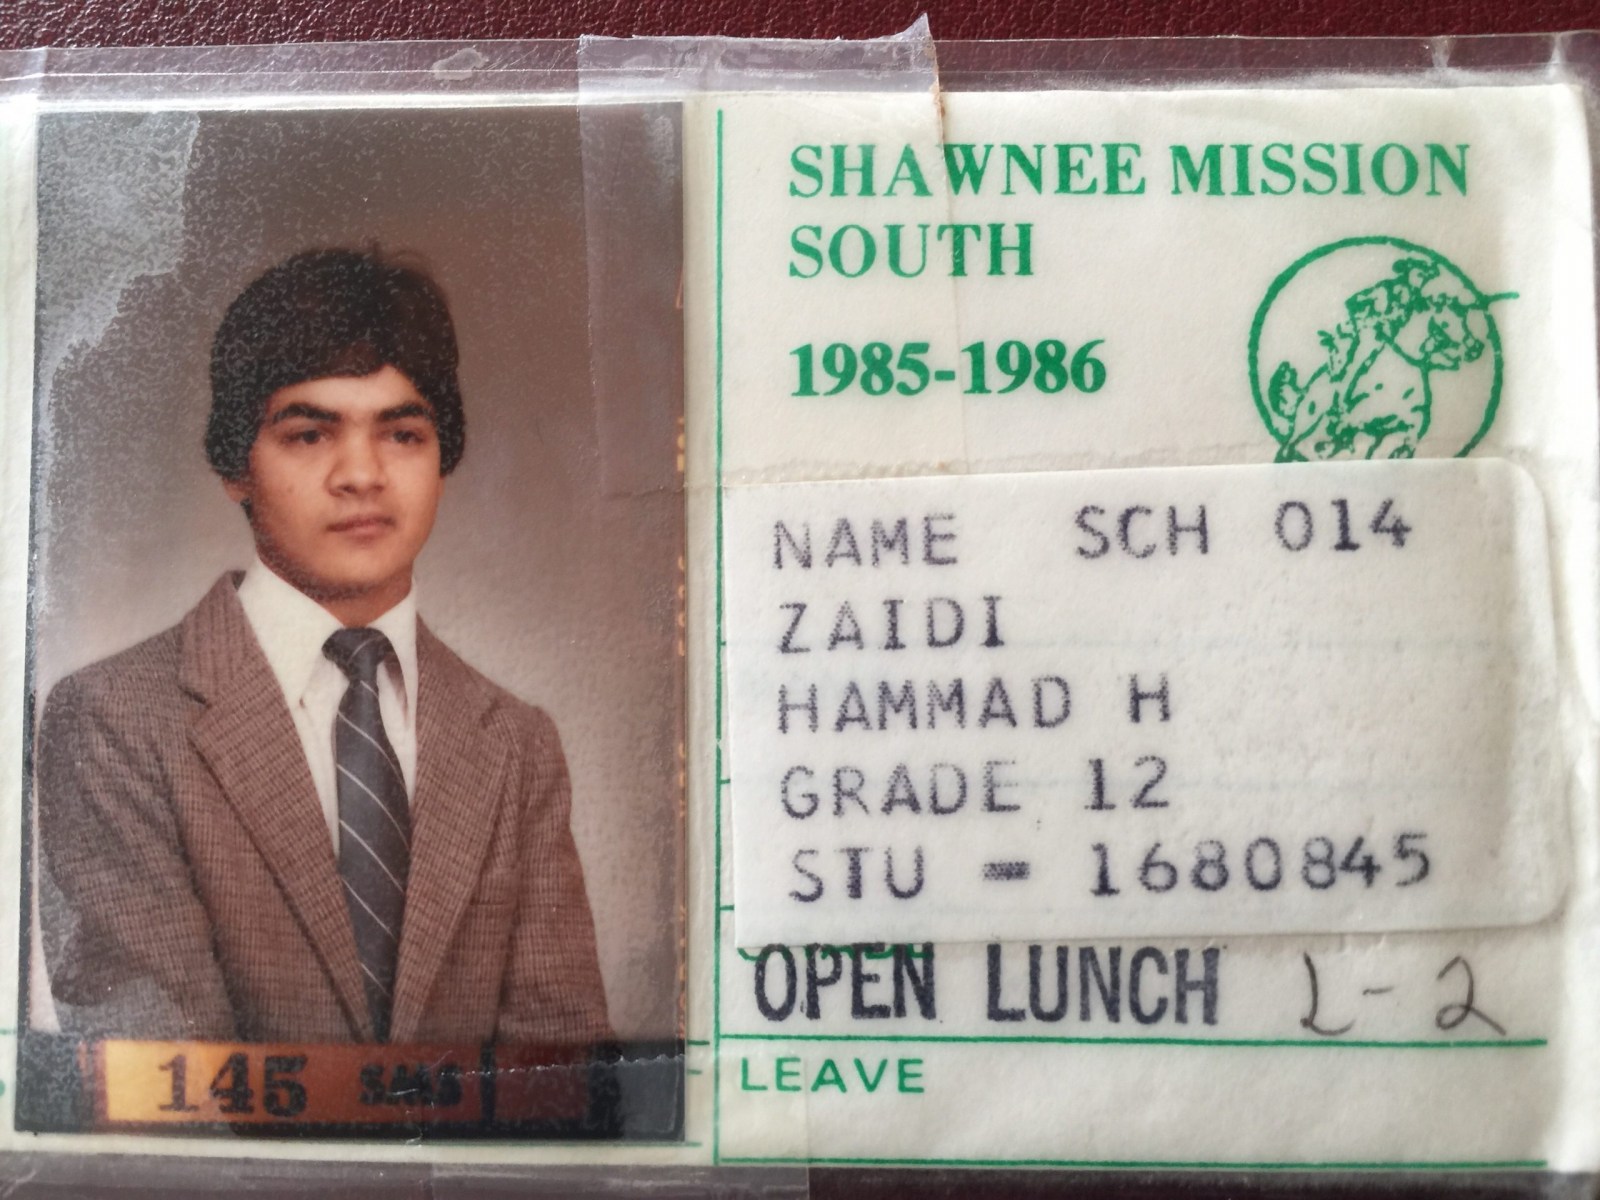 SHAWNEE MISSION
SOUTH
1985-1986
NAME SCH 014
ZAIDI
HAMMAD H
GRADE 12
STU - 1680845
OPEN LUNCH L-2
LEAVE
145 SMS